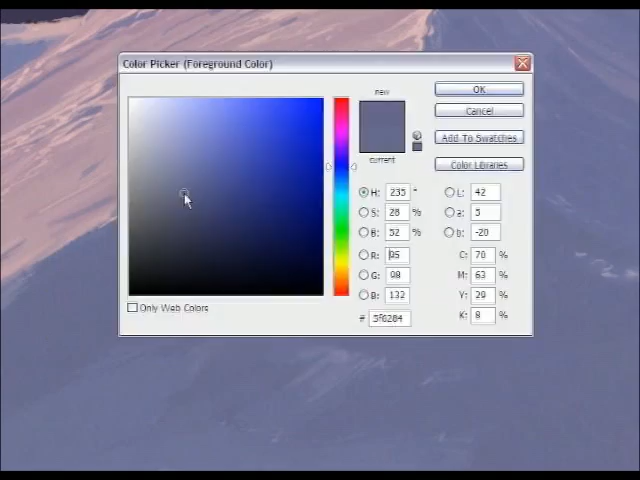 Color Picker (Foreground Color)
new
current
OK
Cancel
Add To Swatches
Color Libraries
H: 235 °
S: 28 %
B: 52 %
R: 95
G: 98
B: 132
# 5f6284
L: 42
a: 5
b: -20
C: 70 %
M: 63 %
Y: 29 %
K: 8 %
Only Web Colors